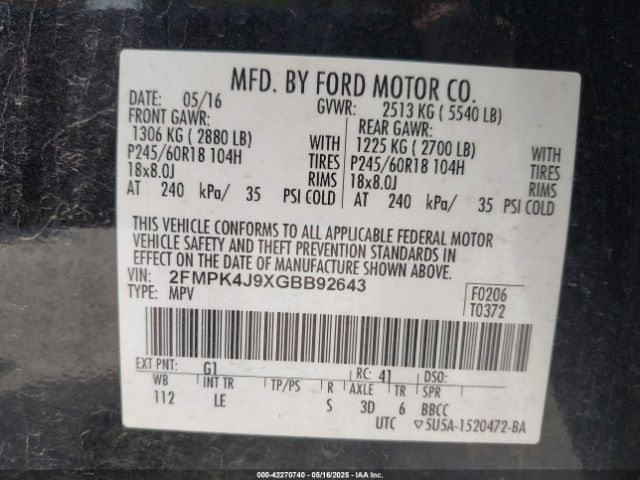 MFD. BY FORD MOTOR CO.
DATE: 05/16 GVWR: 2513 KG ( 5540 LB)
FRONT GAWR: REAR GAWR:
1306 KG ( 2880 LB) WITH 1225 KG ( 2700 LB) WITH
P245/60R18 104H TIRES P245/60R18 104H TIRES
18x8.0J RIMS 18x8.0J RIMS
AT 240 kPa/ 35 PSI COLD AT 240 kPa/ 35 PSI COLD
THIS VEHICLE CONFORMS TO ALL APPLICABLE FEDERAL MOTOR
VEHICLE SAFETY AND THEFT PREVENTION STANDARDS IN
EFFECT ON THE DATE OF MANUFACTURE SHOWN ABOVE.
VIN: 2FMPK4J9XGBB92643 F0206
TYPE: MPV T0372
EXT PNT: G1 RC: 41 DSO:
WB INT TR TP/PS R AXLE TR SPR
112 LE S 3D 6 BBCC
UTC ▽5U5A-1520472-BA
000-42270740 - 05/16/2025 - IAA Inc.